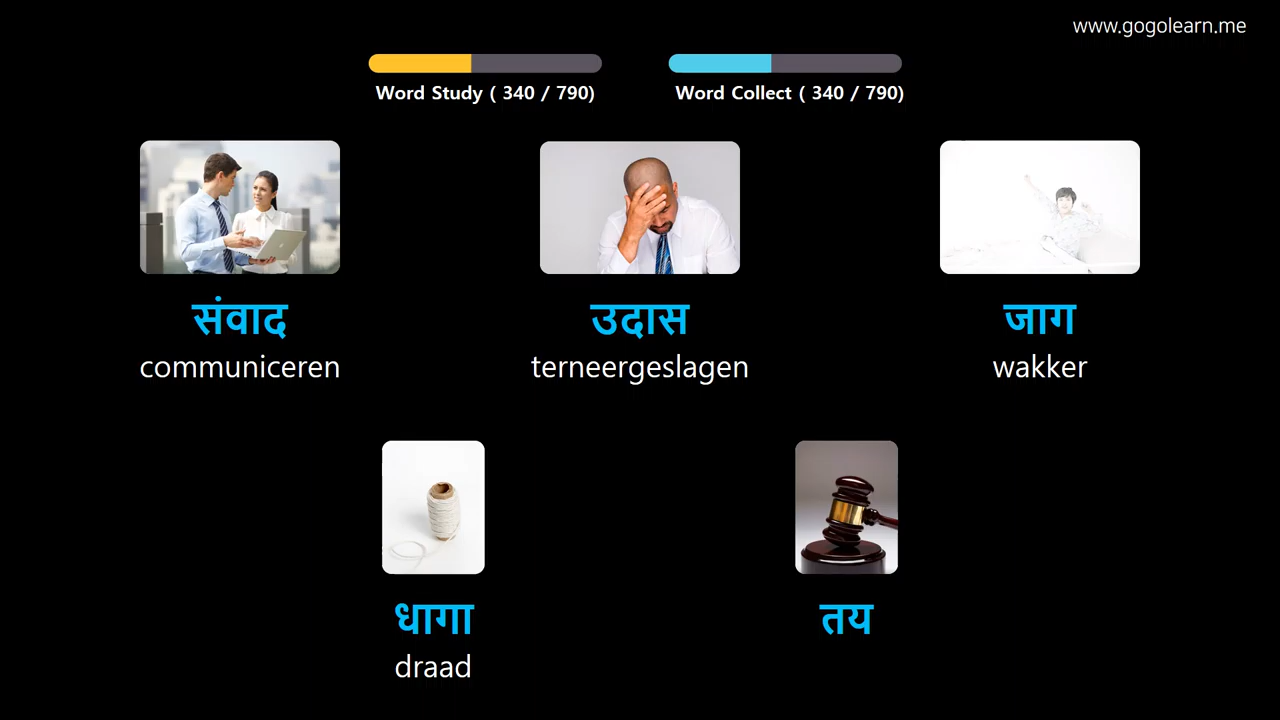 www.gogolearn.me
Word Study ( 340 / 790)
Word Collect ( 340 / 790)
संवाद
communiceren
उदास
terneergeslagen
जाग
wakker
धागा
draad
तय